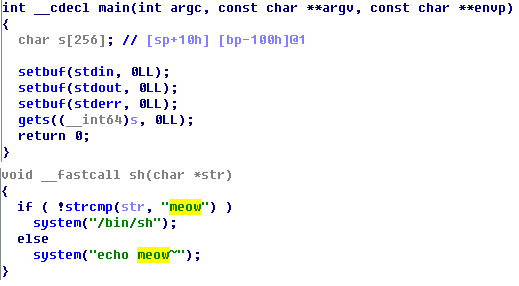 int __cdecl main(int argc, const char **argv, const char **envp)
{
char s[256]; // [sp+10h] [bp-100h]@1
setbuf(stdin, 0LL);
setbuf(stdout, 0LL);
setbuf(stderr, 0LL);
gets((__int64)s, 0LL);
return 0;
}
void __fastcall sh(char *str)
{
if ( !strcmp(str, "meow") )
system("/bin/sh");
else
system("echo meow~");
}